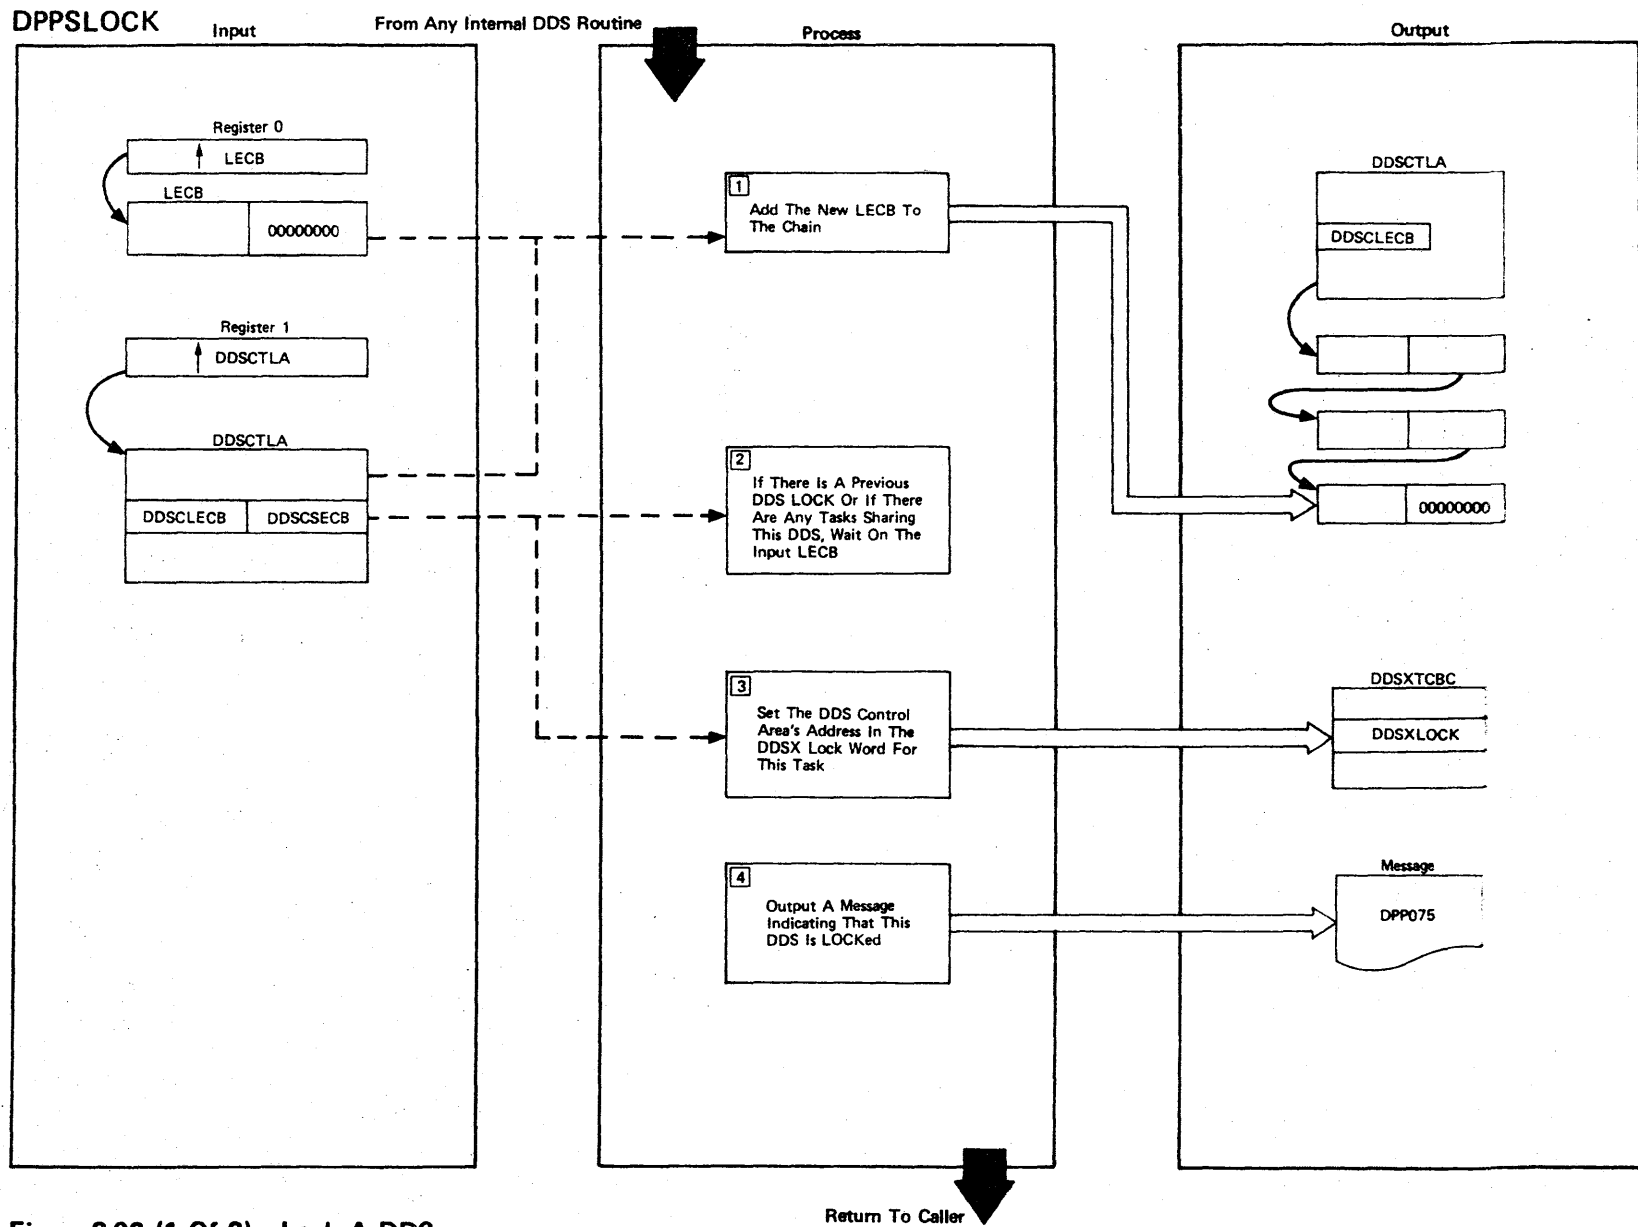 DPPSLOCK
Input
From Any Internal DDS Routine
Process
Output
Register 0
LECB
LECB
00000000
Register 1
DDSCTLA
DDSCTLA
DDSCLECB
DDSCSECB
1
Add The New LECB To
The Chain
2
If There Is A Previous
DDS LOCK Or If There
Are Any Tasks Sharing
This DDS, Wait On The
Input LECB
3
Set The DDS Control
Area's Address In The
DDSX Lock Word For
This Task
4
Output A Message
Indicating That This
DDS Is LOCKed
DDSCTLA
DDSCLECB
00000000
DDSXTCBC
DDSXLOCK
Message
DPP075
Return To Caller